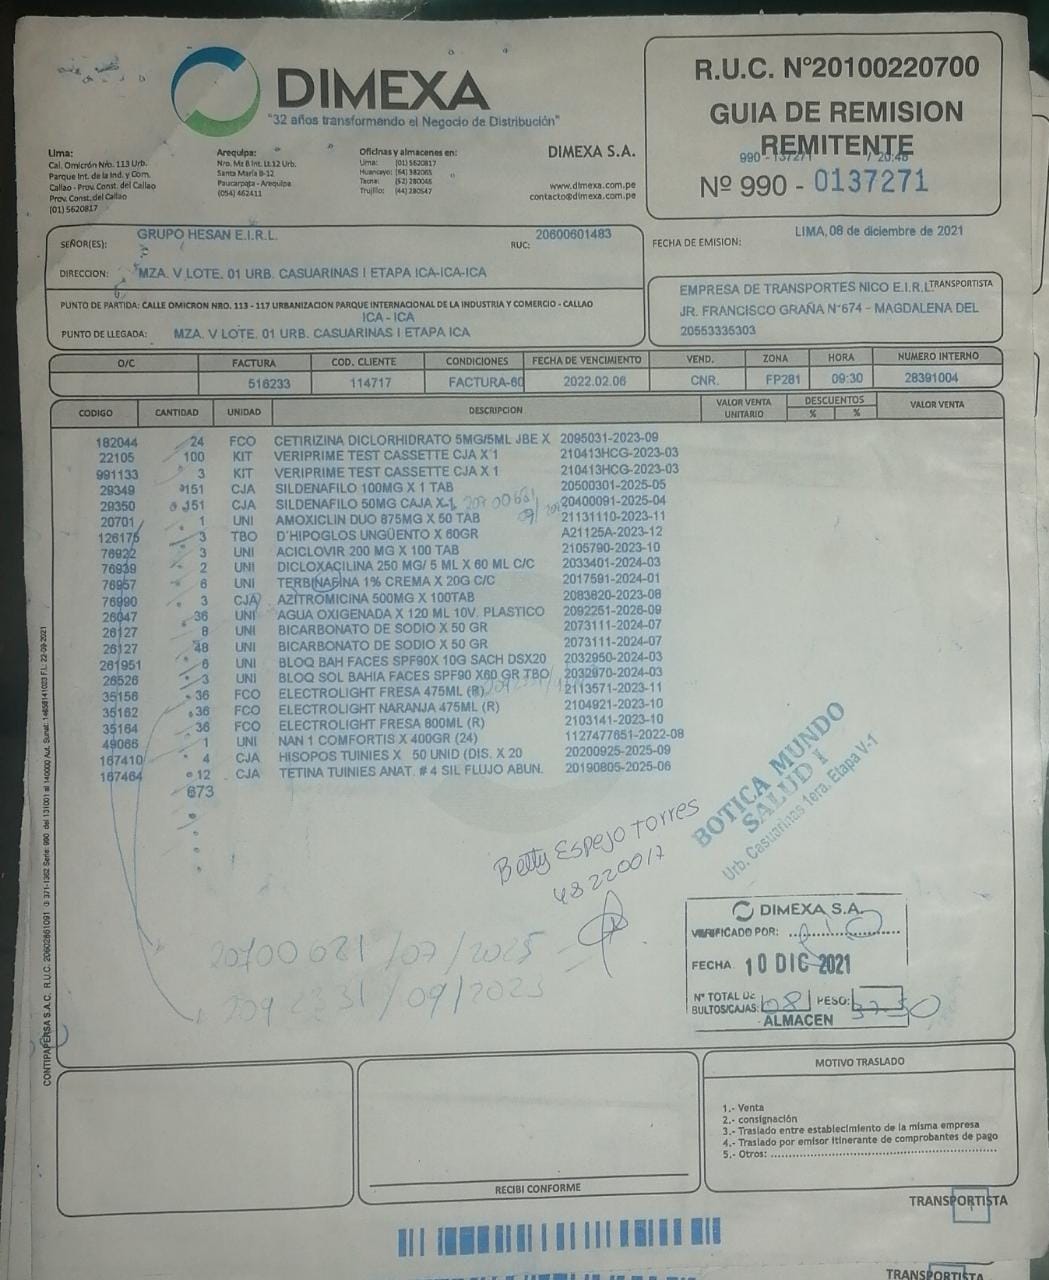 DIMEXA
"32 años transformando el Negocio de Distribución"
Lima:
Cal. Omicrón Nro. 113 Urb.
Parque Int. de la Ind. y Com.
Callao - Prov. Const. del Callao
Prov. Const. del Callao
(01) 5620817
Arequipa:
Nro. Mz B Int. Lt 12 Urb.
Santa María B-12
Paucarpata - Arequipa
(054) 462411
Oficinas y almacenes en:
Lima: (01) 5620817
Huancayo: (64) 382065
Tacna: (52) 280046
Trujillo: (44) 280547
DIMEXA S.A.
www.dimexa.com.pe
contacto@dimexa.com.pe
R.U.C. N°20100220700
GUIA DE REMISION
REMITENTE
990 - 137271 / 20:48
Nº 990 - 0137271
SEÑOR(ES): GRUPO HESAN E.I.R.L. RUC: 20600601483
DIRECCION: MZA. V LOTE. 01 URB. CASUARINAS I ETAPA ICA-ICA-ICA
FECHA DE EMISION: LIMA, 08 de diciembre de 2021
PUNTO DE PARTIDA: CALLE OMICRON NRO. 113 - 117 URBANIZACION PARQUE INTERNACIONAL DE LA INDUSTRIA Y COMERCIO - CALLAO
ICA - ICA
PUNTO DE LLEGADA: MZA. V LOTE. 01 URB. CASUARINAS I ETAPA ICA
EMPRESA DE TRANSPORTES NICO E.I.R.L TRANSPORTISTA
JR. FRANCISCO GRAÑA N°674 - MAGDALENA DEL
20553335303
O/C FACTURA COD. CLIENTE CONDICIONES FECHA DE VENCIMIENTO VEND. ZONA HORA NUMERO INTERNO
516233 114717 FACTURA-60 2022.02.06 CNR. FP281 09:30 28391004
CODIGO CANTIDAD UNIDAD DESCRIPCION VALOR VENTA UNITARIO DESCUENTOS % % VALOR VENTA
182044 24 FCO CETIRIZINA DICLORHIDRATO 5MG/5ML JBE X 2095031-2023-09
22105 100 KIT VERIPRIME TEST CASSETTE CJA X 1 210413HCG-2023-03
991133 3 KIT VERIPRIME TEST CASSETTE CJA X 1 210413HCG-2023-03
29349 151 CJA SILDENAFILO 100MG X 1 TAB 20500301-2025-05
29350 151 CJA SILDENAFILO 50MG CAJA X 1 20400091-2025-04
20701 1 UNI AMOXICLIN DUO 875MG X 50 TAB 21131110-2023-11
126175 3 TBO D'HIPOGLOS UNGÜENTO X 60GR A21125A-2023-12
76922 3 UNI ACICLOVIR 200 MG X 100 TAB 2105790-2023-10
76939 2 UNI DICLOXACILINA 250 MG/ 5 ML X 60 ML C/C 2033401-2024-03
76957 6 UNI TERBINAFINA 1% CREMA X 20G C/C 2017591-2024-01
76990 3 CJA AZITROMICINA 500MG X 100TAB 2083820-2023-08
26047 36 UNI AGUA OXIGENADA X 120 ML 10V. PLASTICO 2092251-2026-09
26127 8 UNI BICARBONATO DE SODIO X 50 GR 2073111-2024-07
26127 48 UNI BICARBONATO DE SODIO X 50 GR 2073111-2024-07
261951 6 UNI BLOQ BAH FACES SPF90X 10G SACH DSX20 2032950-2024-03
26526 3 UNI BLOQ SOL BAHIA FACES SPF90 X60 GR TBO 2032970-2024-03
35156 36 FCO ELECTROLIGHT FRESA 475ML (R) 2113571-2023-11
35162 36 FCO ELECTROLIGHT NARANJA 475ML (R) 2104921-2023-10
35164 36 FCO ELECTROLIGHT FRESA 800ML (R) 2103141-2023-10
49066 1 UNI NAN 1 COMFORTIS X 400GR (24) 1127477651-2022-08
167410 4 CJA HISOPOS TUINIES X 50 UNID (DIS. X 20 20200925-2025-09
167464 12 CJA TETINA TUINIES ANAT. #4 SIL FLUJO ABUN. 20190805-2025-06
673
BOTICA MUNDO
SALUD I
Urb. Casuarinas 1era. Etapa V-1
Betty Espejo Torres
48220017
20700681/07/2025
2092231/09/2023
DIMEXA S.A.
VERIFICADO POR:
FECHA. 10 DIC 2021
N° TOTAL DE BULTOS/CAJAS: 08 PESO: 37.50
ALMACEN
MOTIVO TRASLADO
1.- Venta
2.- consignación
3.- Traslado entre establecimiento de la misma empresa
4.- Traslado por emisor itinerante de comprobantes de pago
5.- Otros:
RECIBI CONFORME
TRANSPORTISTA
TRANSPORTISTA